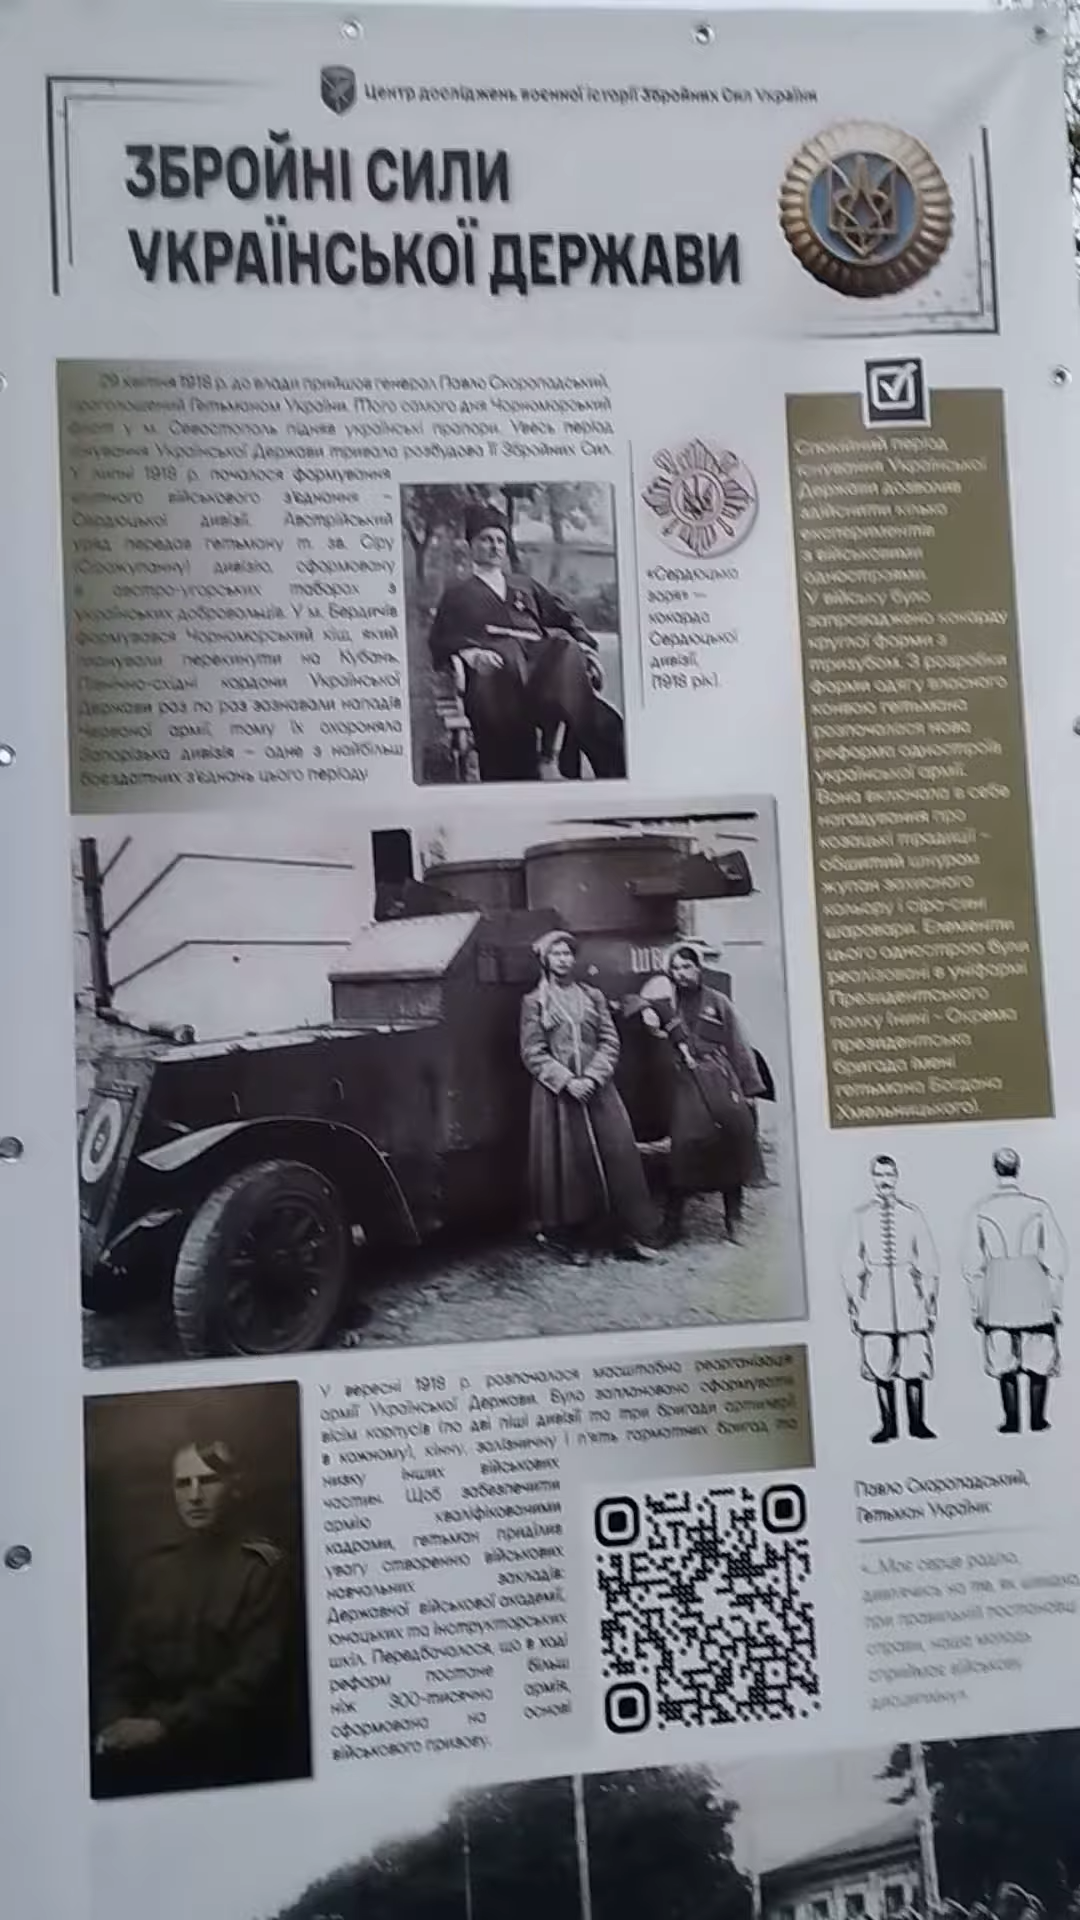 Центр досліджень воєнної історії Збройних Сил України
ЗБРОЙНІ СИЛИ
УКРАЇНСЬКОЇ ДЕРЖАВИ
29 квітня 1918 р. до влади прийшов генерал Павло Скоропадський,
проголошений Гетьманом України. Того самого дня Чорноморський
флот у м. Севастополь підняв українські прапори. Увесь період
існування Української Держави тривала розбудова її Збройних Сил.
У липні 1918 р. почалося формування
елітного військового з'єднання –
Сердюцької дивізії. Австрійський
уряд передав гетьману т. зв. Сіру
(Сірожупанну) дивізію, сформовану
в австро-угорських таборах з
українських добровольців. У м. Бердичів
формувався Чорноморський кіш, який
планували перекинути на Кубань.
Північно-східні кордони Української
Держави раз по раз зазнавали нападів
Червоної армії, тому їх охороняла
Запорізька дивізія – одне з найбільш
боєздатних з'єднань цього періоду
«Сердюцька
зоря» –
кокарда
Сердюцької
дивізії,
(1918 рік).
Спокійний період
існування Української
Держави дозволив
здійснити кілька
експериментів
з військовими
одностроями.
У війську було
запроваджено кокарду
круглої форми з
тризубом. З розробки
форми одягу власного
конвою гетьмана
розпочалася нова
реформа одностроїв
української армії.
Вона включала в себе
нагадування про
козацькі традиції –
обшитий шнуром
жупан захисного
кольору і сіро-сині
шаровари. Елементи
цього однострою були
реалізовані в уніформі
Президентського
полку (нині – Окрема
президентська
бригада імені
гетьмана Богдана
Хмельницького).
У вересні 1918 р. розпочалася масштабна реорганізація
армії Української Держави. Було заплановано сформувати
вісім корпусів (по дві піші дивізії та три бригади артилерії
в кожному), кінну, залізничну і п'ять гарматних бригад та
низку інших військових
частин. Щоб забезпечити
армію кваліфікованими
кадрами, гетьман приділив
увагу створенню військових
навчальних закладів:
Державної військової академії,
юнацьких та інструкторських
шкіл. Передбачалося, що в ході
реформ постане більш
ніж 300-тисячна армія,
сформована на основі
військового призову.
Павло Скоропадський,
Гетьман України:
«...Моє серце раділо,
дивлячись на те, як швидко
при правильній постановці
справи, наша молодь
сприймає військову
дисципліну».